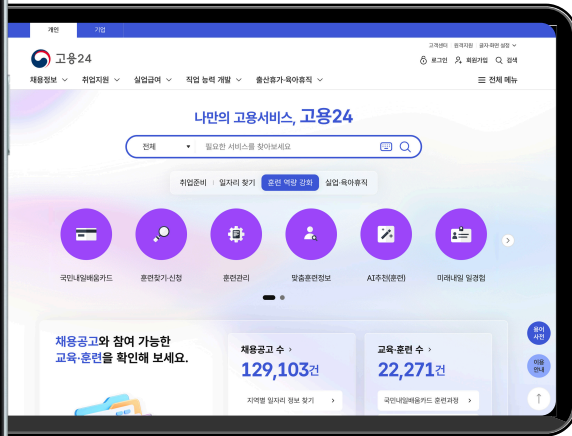 개인 기업
고객센터 원격지원 글자·화면 설정
고용24
로그인 회원가입 검색
채용정보 취업지원 실업급여 직업 능력 개발 출산휴가·육아휴직 전체 메뉴
나만의 고용서비스, 고용24
전체 필요한 서비스를 찾아보세요
취업준비 일자리 찾기 훈련 역량 강화 실업·육아휴직
국민내일배움카드 훈련찾기·신청 훈련관리 맞춤훈련정보 AI추천(훈련) 미래내일 일경험
용어
사전
이용
안내
채용공고와 참여 가능한
교육·훈련을 확인해 보세요.
채용공고 수
129,103건
지역별 일자리 정보 찾기
교육·훈련 수
22,271건
국민내일배움카드 훈련과정